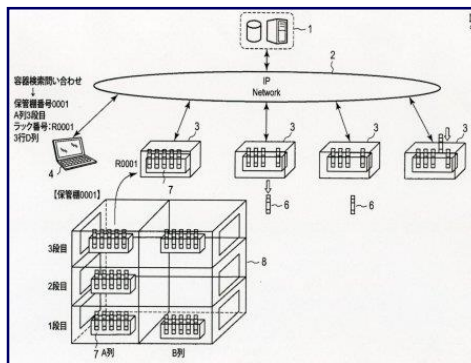 1
2
IP
Network
容器検索問い合わせ
↓
保管棚番号0001
A列3段目
ラック番号:R0001
3行D列
4
3
3
3
3
R0001
7
6
6
【保管棚0001】
3段目
2段目
1段目
8
7
A列
B列